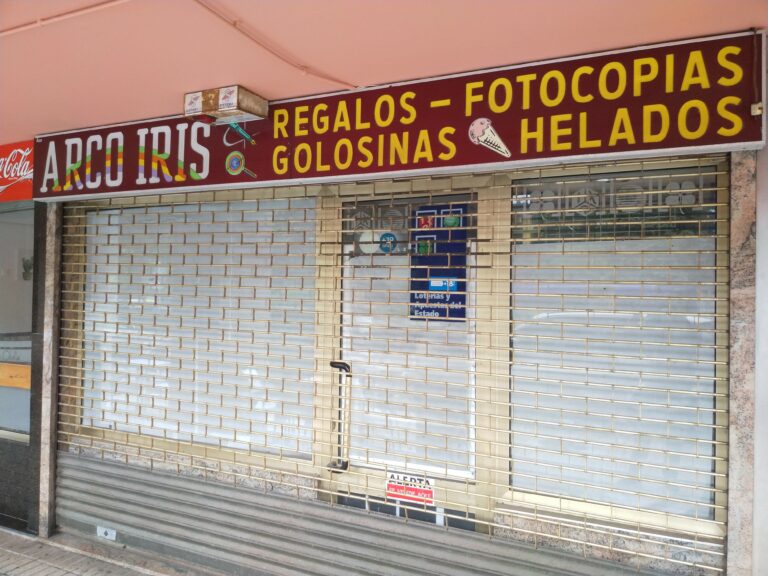 Coca-Cola
ARCO IRIS
REGALOS - FOTOCOPIAS
GOLOSINAS HELADOS
Loterías y
Apuestas del
Estado
ALERTA